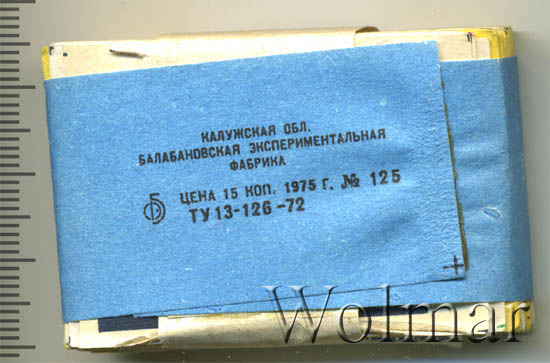 КАЛУЖСКАЯ ОБЛ.
БАЛАБАНОВСКАЯ ЭКСПЕРИМЕНТАЛЬНАЯ
ФАБРИКА
ЦЕНА 15 КОП. 1975 Г. № 125
ТУ 13-126-72
Wolmar